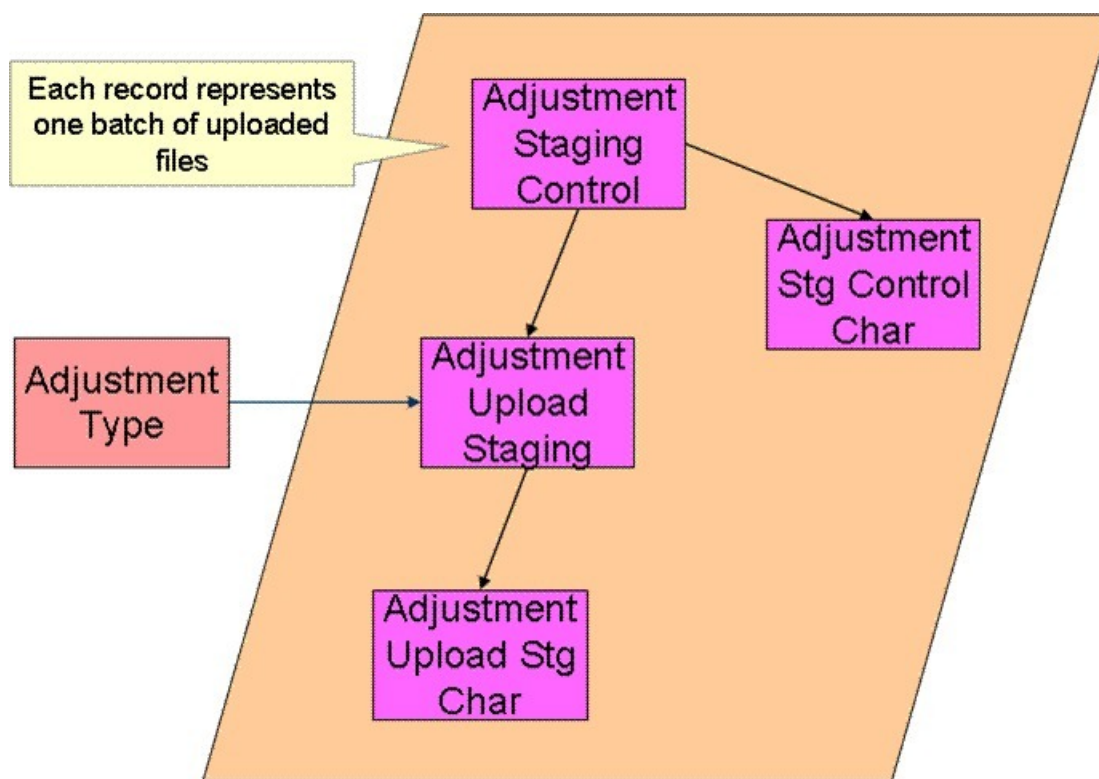 Each record represents
one batch of uploaded
files
Adjustment
Staging
Control
Adjustment
Stg Control
Char
Adjustment
Type
Adjustment
Upload
Staging
Adjustment
Upload Stg
Char